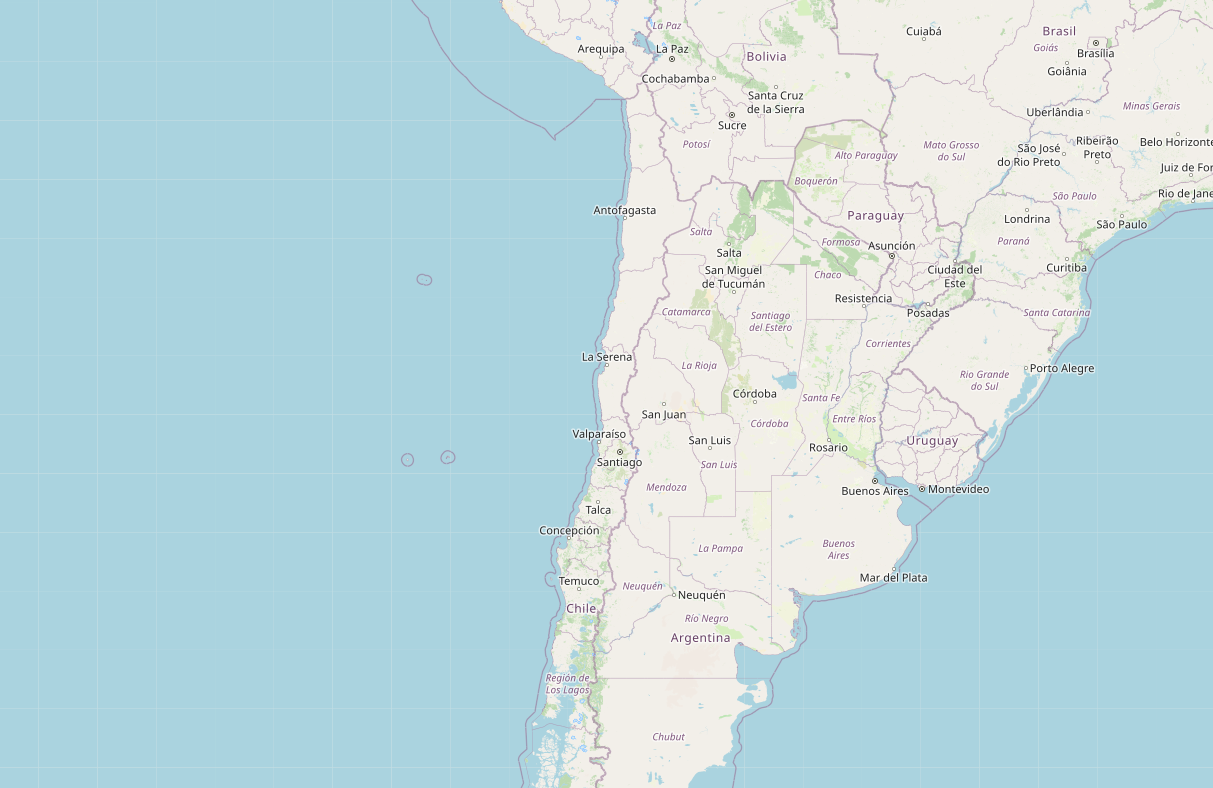 La Paz
Brasil
Cuiabá
Goiás
Arequipa
La Paz
Bolivia
Brasília
Goiânia
Cochabamba
Santa Cruz
de la Sierra
Uberlândia
Minas Gerais
Sucre
Potosí
Mato Grosso
do Sul
São José
do Rio Preto
Ribeirão
Preto
Belo Horizonte
Alto Paraguay
Juiz de For
Boquerón
São Paulo
Rio de Jane
Antofagasta
Paraguay
Londrina
São Paulo
Salta
Formosa
Asunción
Paraná
Salta
San Miguel
de Tucumán
Chaco
Ciudad del
Este
Curitiba
Resistencia
Catamarca
Santiago
del Estero
Posadas
Santa Catarina
Corrientes
La Serena
La Rioja
Rio Grande
do Sul
Porto Alegre
Córdoba
Santa Fe
San Juan
Entre Ríos
Córdoba
Valparaíso
San Luis
Rosario
Uruguay
Santiago
San Luis
Mendoza
Buenos Aires
Montevideo
Talca
Concepción
La Pampa
Buenos
Aires
Temuco
Neuquén
Neuquén
Mar del Plata
Chile
Río Negro
Argentina
Región de
Los Lagos
Chubut